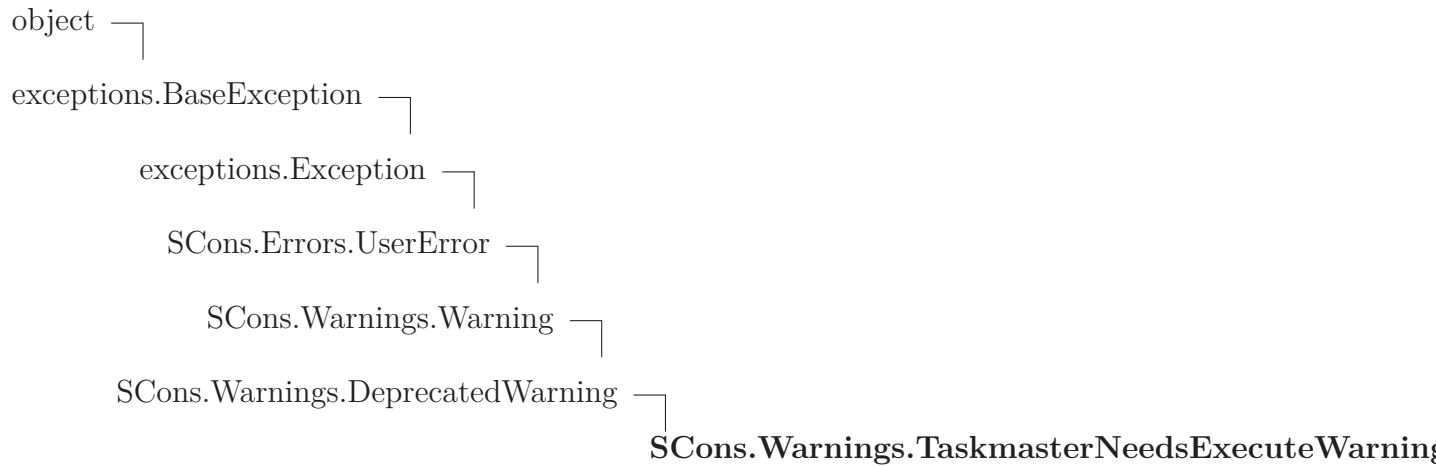 object
exceptions.BaseException
exceptions.Exception
SCons.Errors.UserError
SCons.Warnings.Warning
SCons.Warnings.DeprecatedWarning
SCons.Warnings.TaskmasterNeedsExecuteWarning